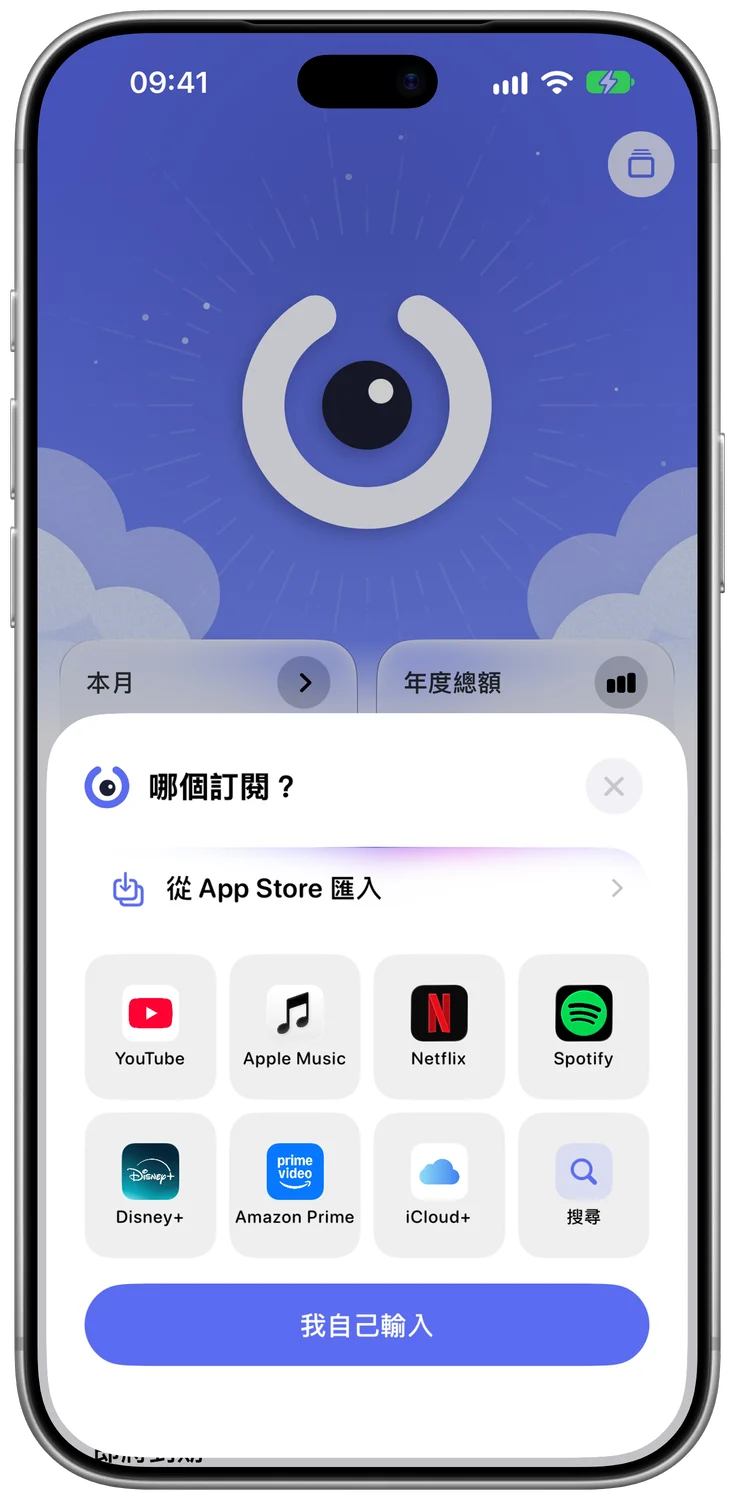 09:41
本月
年度總額
哪個訂閱？
從 App Store 匯入
YouTube
Apple Music
N
Netflix
Spotify
Disney+
Disney+
prime
video
Amazon Prime
iCloud+
搜尋
我自己輸入